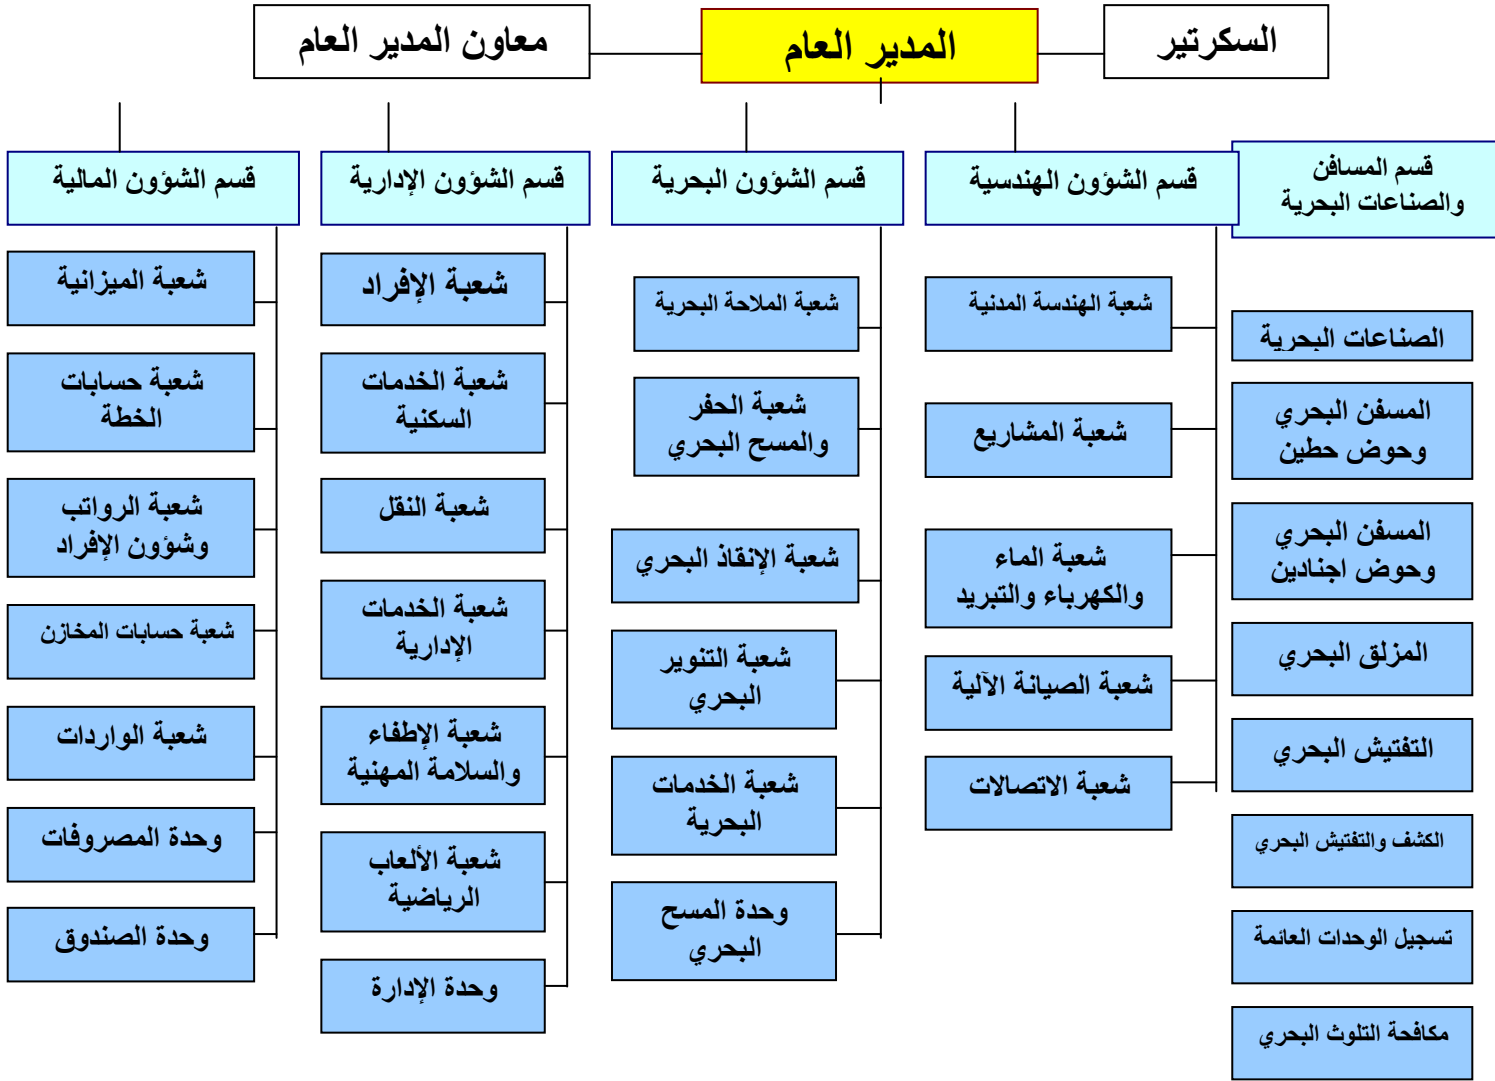 السكرتير
المدير العام
معاون المدير العام
قسم المسافن
والصناعات البحرية
الصناعات البحرية
المسفن البحري
وحوض حطين
المسفن البحري
وحوض اجنادين
المزلق البحري
التفتيش البحري
الكشف والتفتيش البحري
تسجيل الوحدات العائمة
مكافحة التلوث البحري
قسم الشؤون الهندسية
شعبة الهندسة المدنية
شعبة المشاريع
شعبة الماء
والكهرباء والتبريد
شعبة الصيانة الآلية
شعبة الاتصالات
قسم الشؤون البحرية
شعبة الملاحة البحرية
شعبة الحفر
والمسح البحري
شعبة الإنقاذ البحري
شعبة التنوير
البحري
شعبة الخدمات
البحرية
وحدة المسح
البحري
قسم الشؤون الإدارية
شعبة الإفراد
شعبة الخدمات
السكنية
شعبة النقل
شعبة الخدمات
الإدارية
شعبة الإطفاء
والسلامة المهنية
شعبة الألعاب
الرياضية
وحدة الإدارة
قسم الشؤون المالية
شعبة الميزانية
شعبة حسابات
الخطة
شعبة الرواتب
وشؤون الإفراد
شعبة حسابات المخازن
شعبة الواردات
وحدة المصروفات
وحدة الصندوق